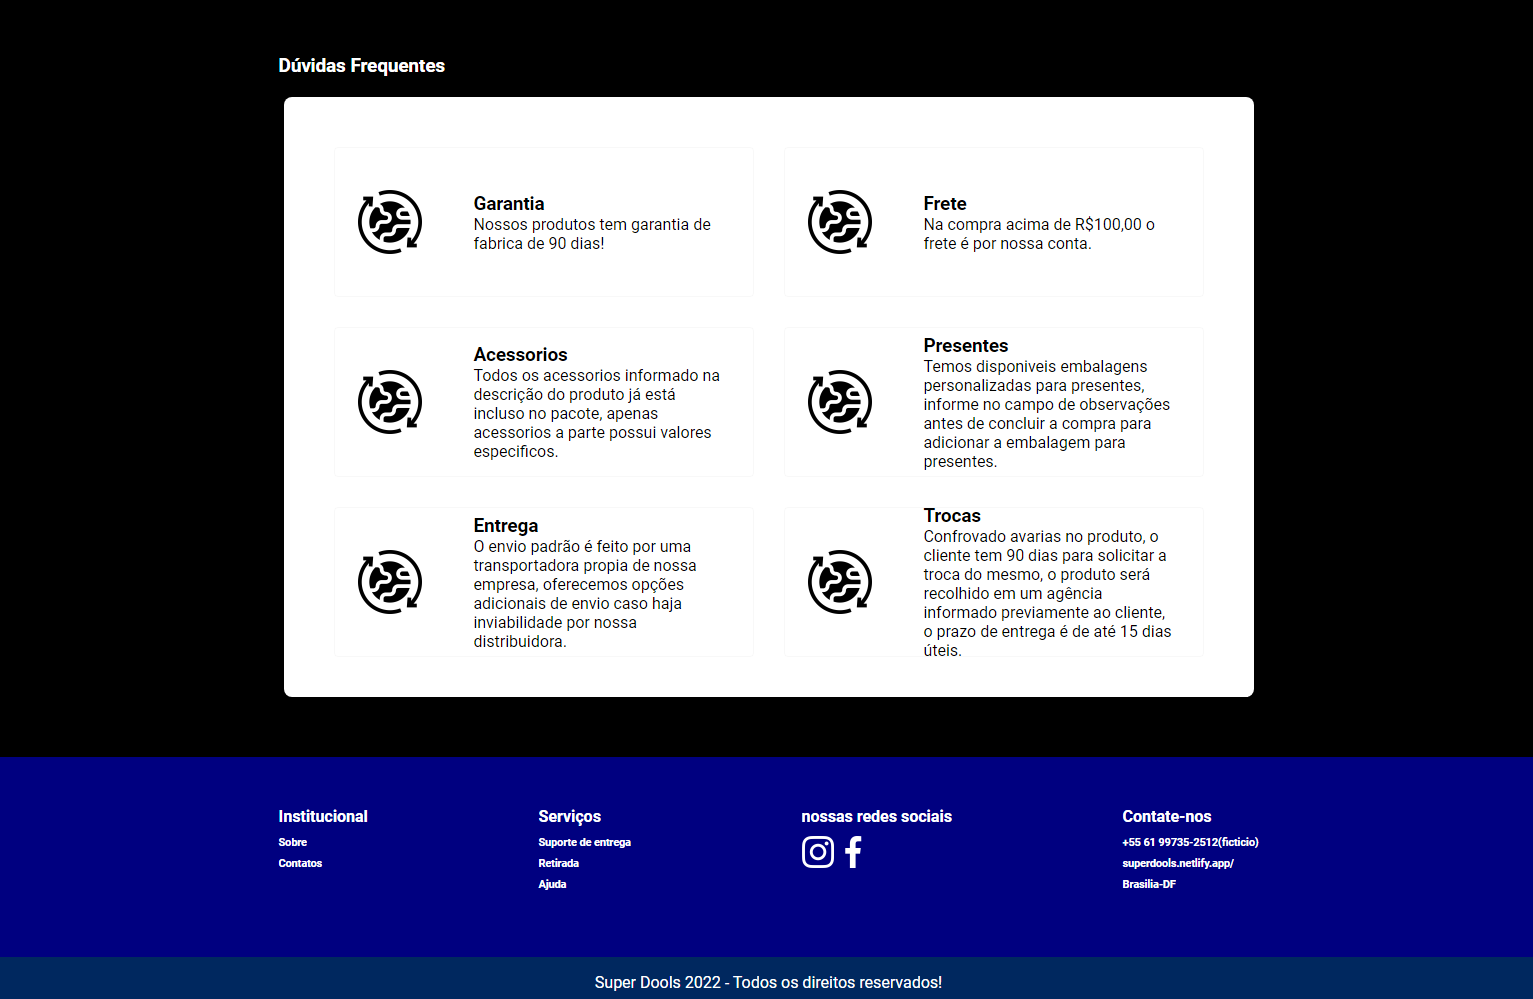 Dúvidas Frequentes
Garantia
Nossos produtos tem garantia de
fabrica de 90 dias!
Frete
Na compra acima de R$100,00 o
frete é por nossa conta.
Acessorios
Todos os acessorios informado na
descrição do produto já está
incluso no pacote, apenas
acessorios a parte possui valores
especificos.
Presentes
Temos disponiveis embalagens
personalizadas para presentes,
informe no campo de observações
antes de concluir a compra para
adicionar a embalagem para
presentes.
Entrega
O envio padrão é feito por uma
transportadora propia de nossa
empresa, oferecemos opções
adicionais de envio caso haja
inviabilidade por nossa
distribuidora.
Trocas
Confrovado avarias no produto, o
cliente tem 90 dias para solicitar a
troca do mesmo, o produto será
recolhido em um agência
informado previamente ao cliente,
o prazo de entrega é de até 15 dias
úteis.
Institucional
Sobre
Contatos
Serviços
Suporte de entrega
Retirada
Ajuda
nossas redes sociais
Contate-nos
+55 61 99735-2512(ficticio)
superdools.netlify.app/
Brasilia-DF
Super Dools 2022 - Todos os direitos reservados!